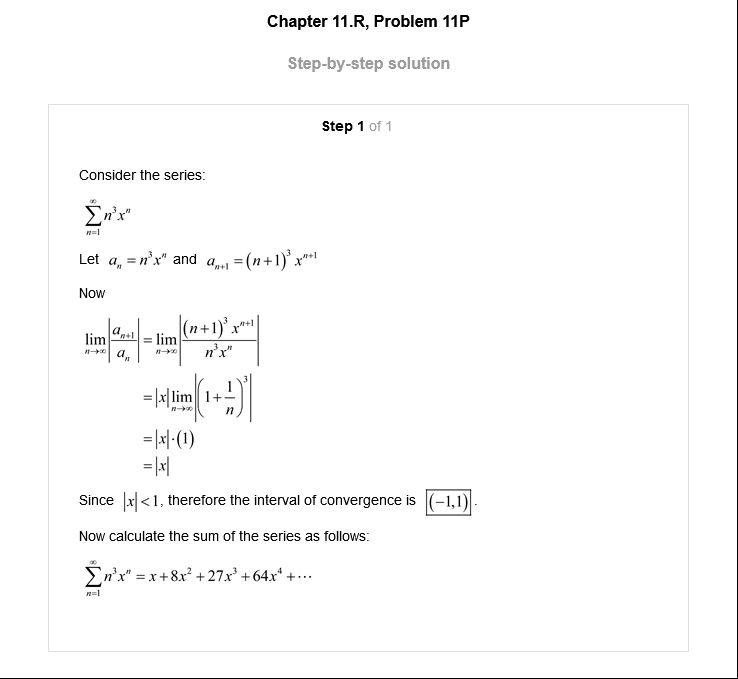 Chapter 11.R, Problem 11P
Step-by-step solution
Step 1 of 1
Consider the series:
$\sum_{n=1}^{\infty} n^3 x^n$
Let $a_n = n^3 x^n$ and $a_{n+1} = (n+1)^3 x^{n+1}$
Now
$\lim_{n \to \infty} \left| \frac{a_{n+1}}{a_n} \right| = \lim_{n \to \infty} \left| \frac{(n+1)^3 x^{n+1}}{n^3 x^n} \right|$
$= |x| \lim_{n \to \infty} \left| \left( 1 + \frac{1}{n} \right)^3 \right|$
$= |x| \cdot (1)$
$= |x|$
Since $|x| < 1$, therefore the interval of convergence is $\boxed{(-1,1)}$.
Now calculate the sum of the series as follows:
$\sum_{n=1}^{\infty} n^3 x^n = x + 8x^2 + 27x^3 + 64x^4 + \cdots$